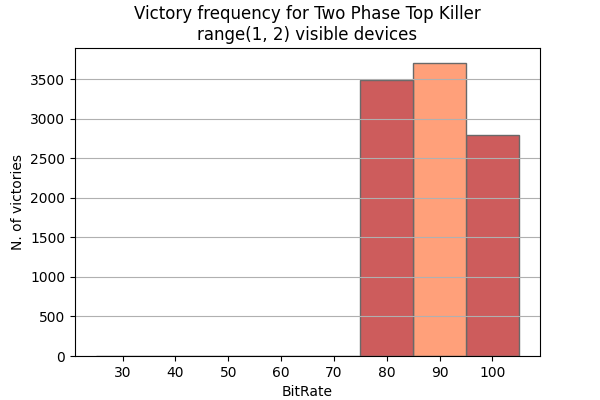 Victory frequency for Two Phase Top Killer
range(1, 2) visible devices
3500
3000
2500
2000
1500
1000
500
0
N. of victories
30 40 50 60 70 80 90 100
BitRate